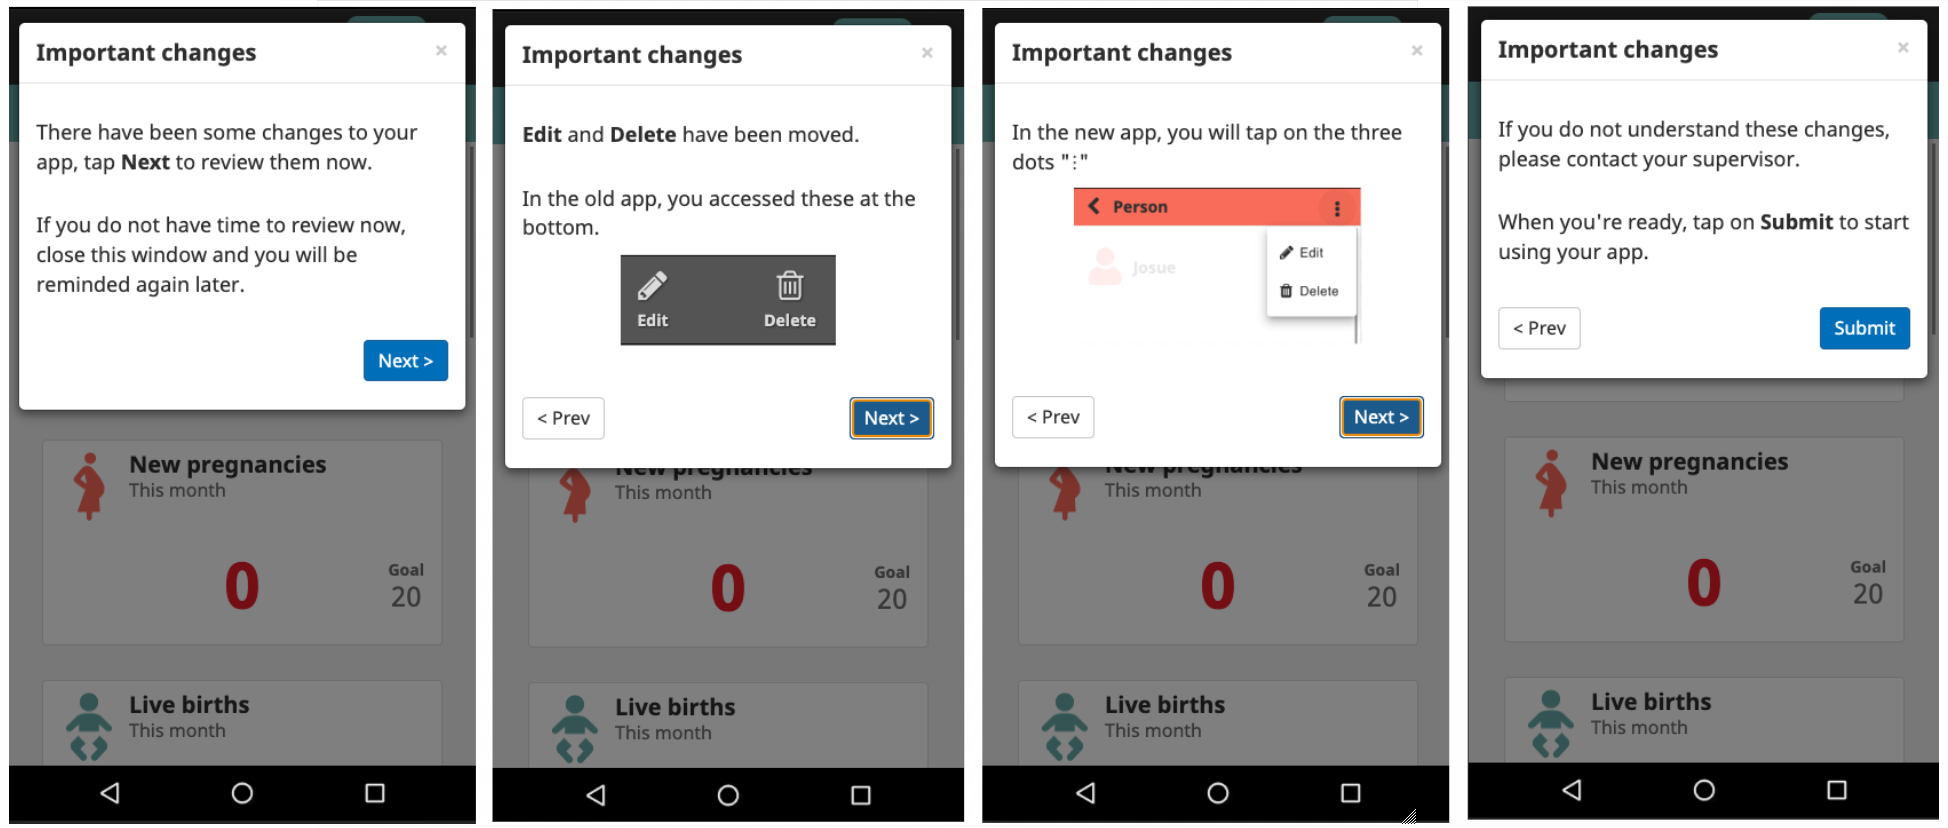 Important changes
×
There have been some changes to your
app, tap Next to review them now.
If you do not have time to review now,
close this window and you will be
reminded again later.
Next >
New pregnancies
This month
0
Goal
20
Live births
This month
Important changes
×
Edit and Delete have been moved.
In the old app, you accessed these at the
bottom.
Edit
Delete
< Prev
Next >
New pregnancies
This month
0
Goal
20
Live births
This month
Important changes
×
In the new app, you will tap on the three
dots "⋮"
Person
Edit
Josue
Delete
< Prev
Next >
New pregnancies
This month
0
Goal
20
Live births
This month
Important changes
×
If you do not understand these changes,
please contact your supervisor.
When you're ready, tap on Submit to start
using your app.
< Prev
Submit
New pregnancies
This month
0
Goal
20
Live births
This month